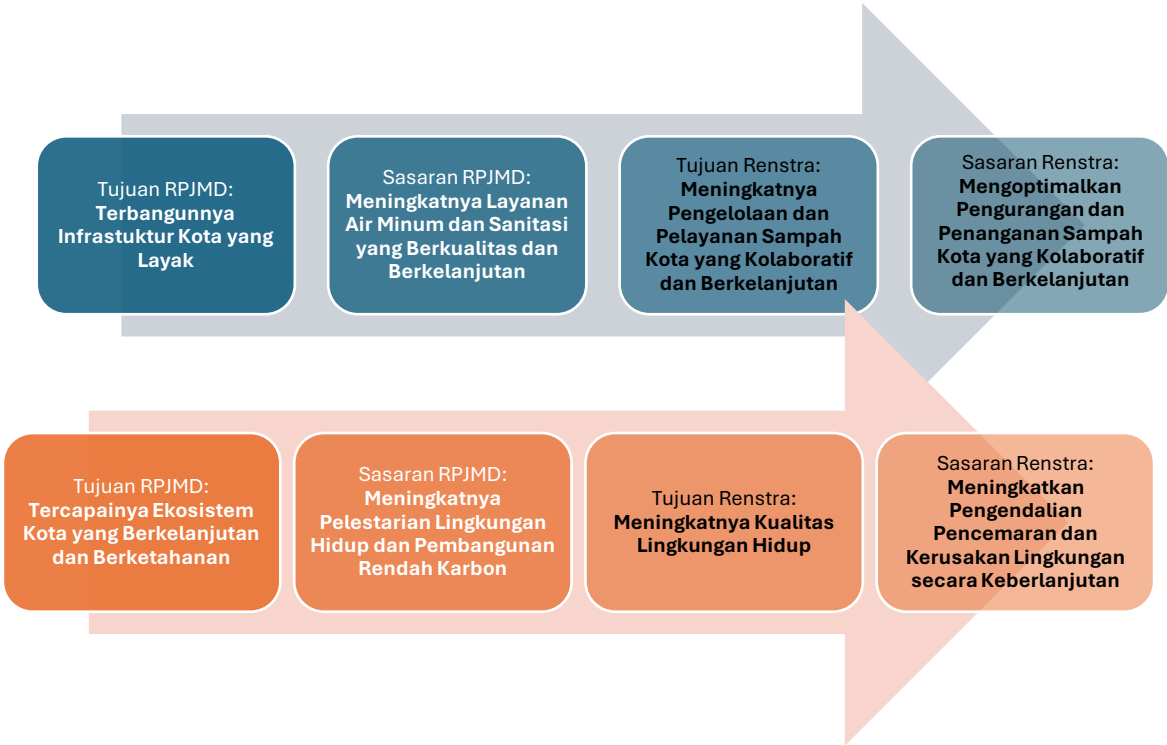 Tujuan RPJMD:
Terbangunnya
Infrastuktur Kota yang
Layak
Sasaran RPJMD:
Meningkatnya Layanan
Air Minum dan Sanitasi
yang Berkualitas dan
Berkelanjutan
Tujuan Renstra:
Meningkatnya
Pengelolaan dan
Pelayanan Sampah
Kota yang Kolaboratif
dan Berkelanjutan
Sasaran Renstra:
Mengoptimalkan
Pengurangan dan
Penanganan Sampah
Kota yang Kolaboratif
dan Berkelanjutan
Tujuan RPJMD:
Tercapainya Ekosistem
Kota yang Berkelanjutan
dan Berketahanan
Sasaran RPJMD:
Meningkatnya
Pelestarian Lingkungan
Hidup dan Pembangunan
Rendah Karbon
Tujuan Renstra:
Meningkatnya Kualitas
Lingkungan Hidup
Sasaran Renstra:
Meningkatkan
Pengendalian
Pencemaran dan
Kerusakan Lingkungan
secara Keberlanjutan